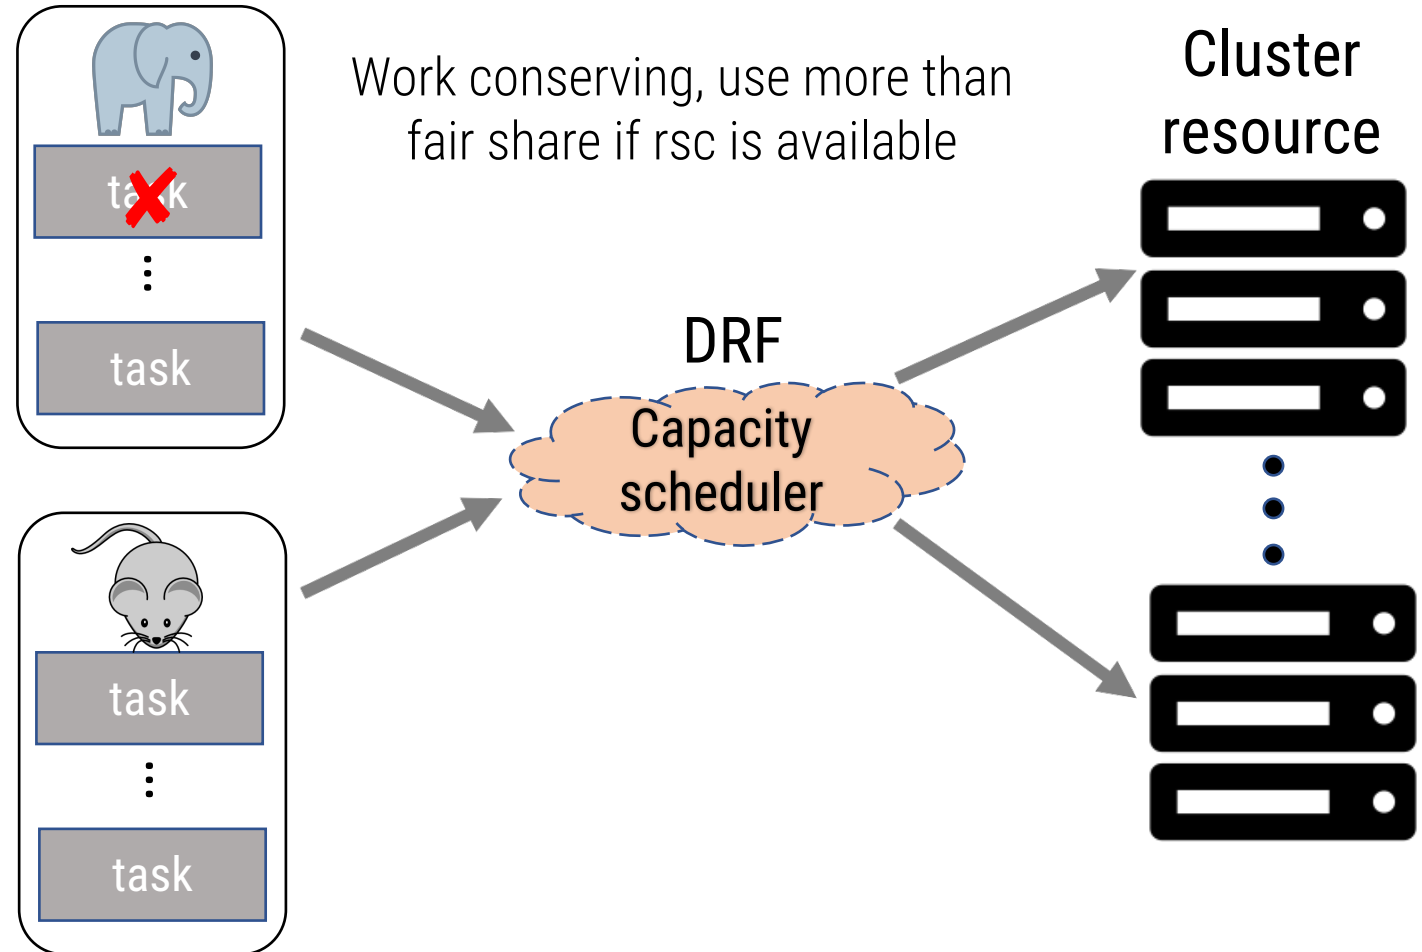 Work conserving, use more than
fair share if rsc is available
Cluster
resource
task
task
DRF
Capacity
scheduler
task
task